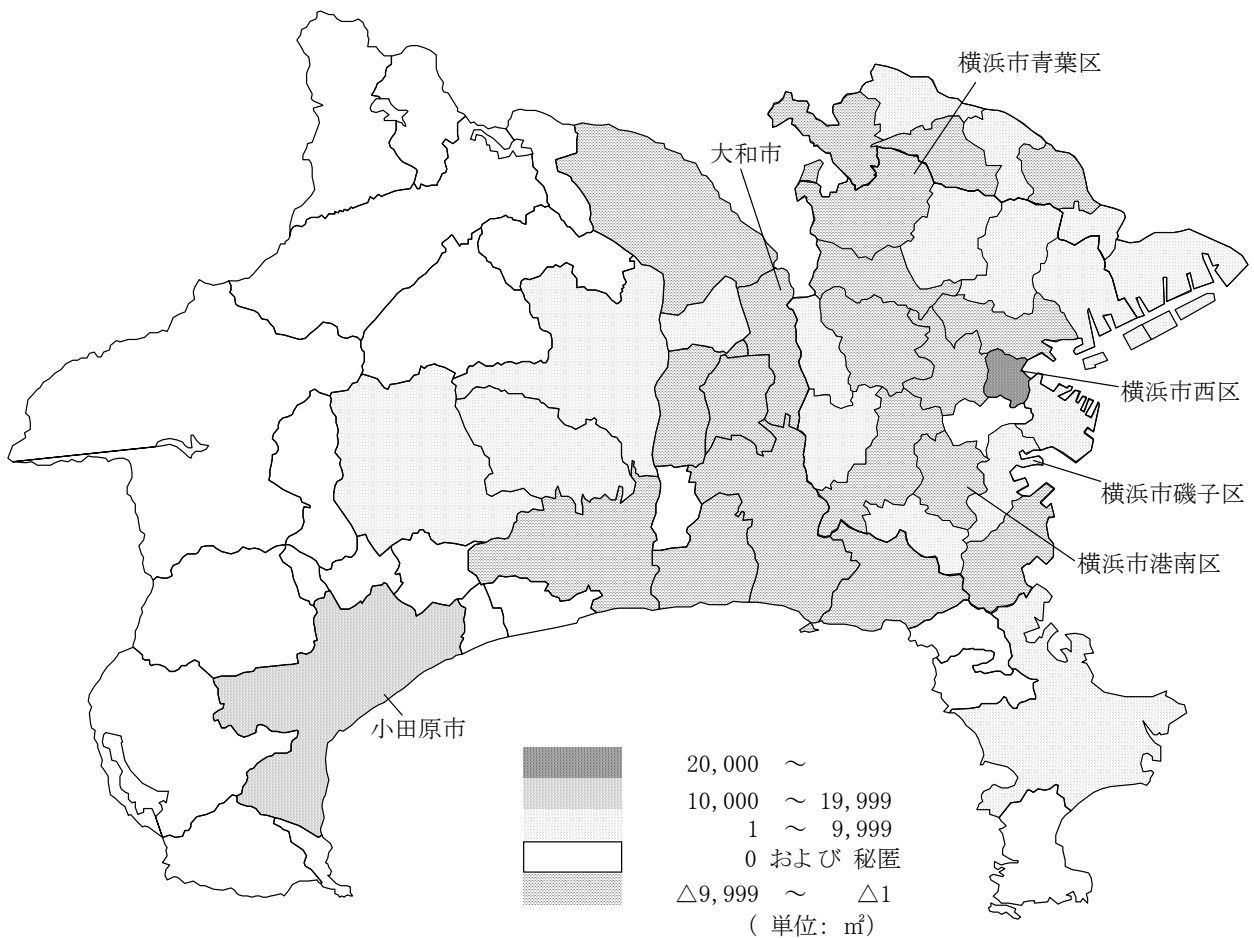 横浜市青葉区
大和市
横浜市西区
横浜市磯子区
横浜市港南区
小田原市
20,000 ～
10,000 ～ 19,999
1 ～ 9,999
0 および 秘匿
△9,999 ～ △1
( 単位: ㎡)